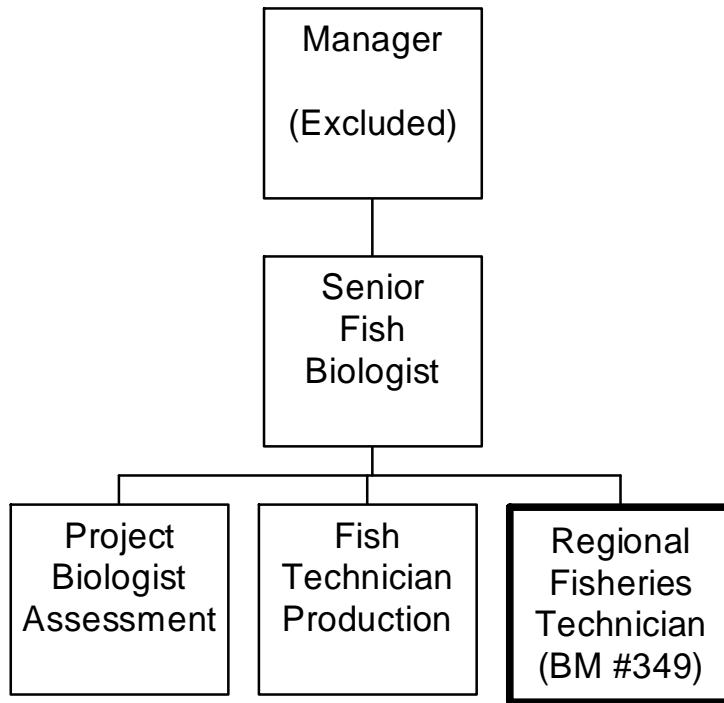 Manager
(Excluded)
Senior
Fish
Biologist
Project
Biologist
Assessment
Fish
Technician
Production
Regional
Fisheries
Technician
(BM #349)